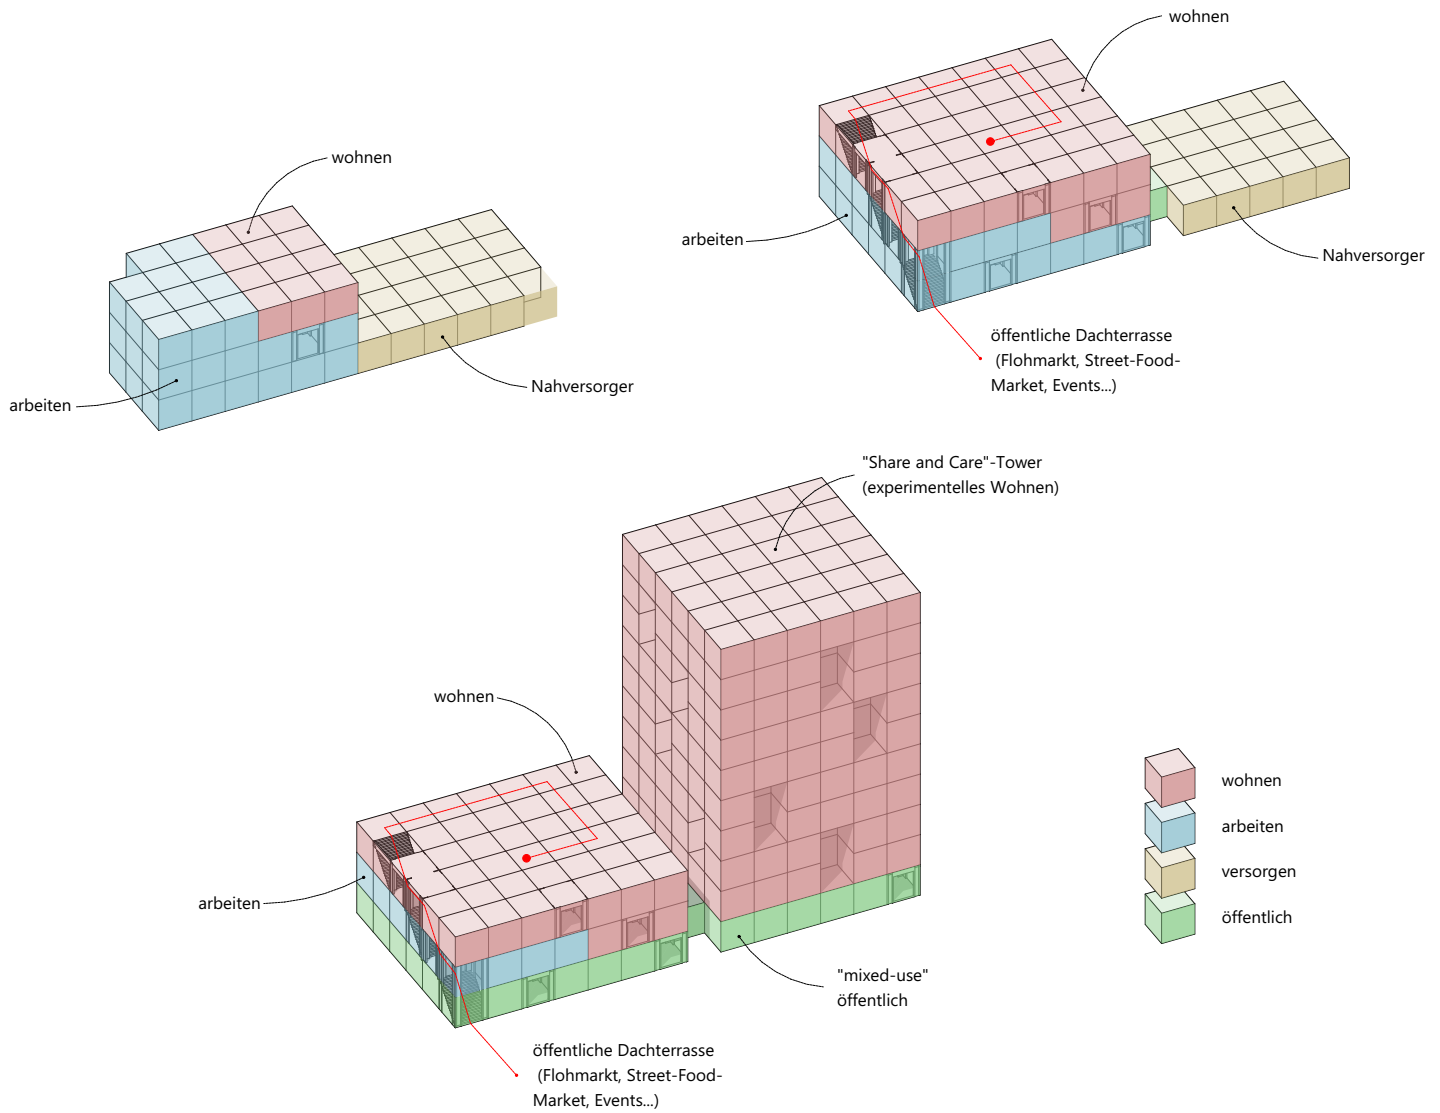 wohnen
arbeiten
Nahversorger
wohnen
arbeiten
Nahversorger
öffentliche Dachterrasse
(Flohmarkt, Street-Food-
Market, Events...)
"Share and Care"-Tower
(experimentelles Wohnen)
wohnen
arbeiten
"mixed-use"
öffentlich
öffentliche Dachterrasse
(Flohmarkt, Street-Food-
Market, Events...)
wohnen
arbeiten
versorgen
öffentlich